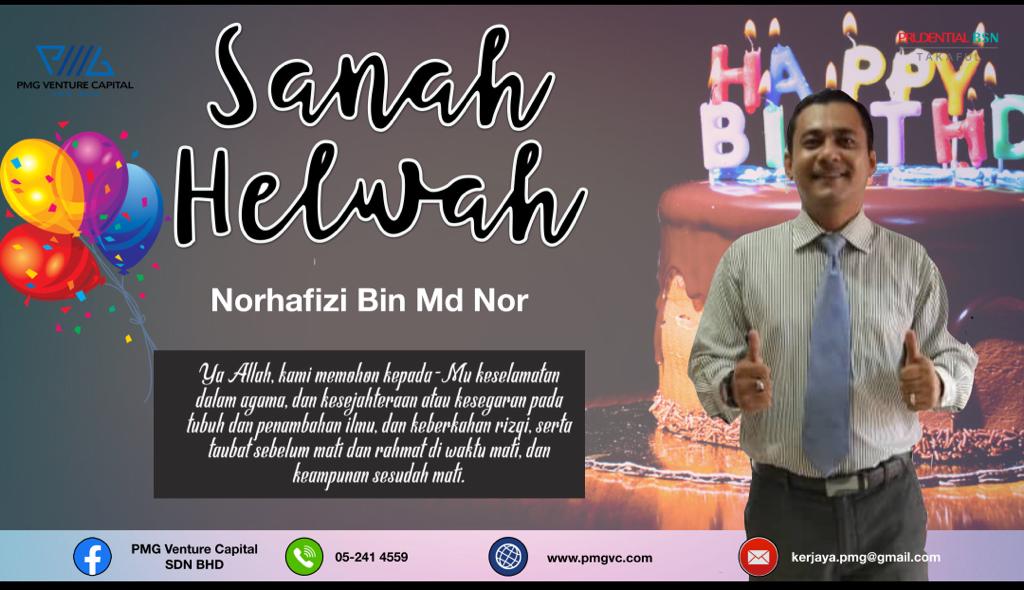 PMG
PMG VENTURE CAPITAL
PRUDENTIAL BSN
TAKAFUL
HAPPY
BIRTHD
Sanah
Helwah
Norhafizi Bin Md Nor
Ya Allah, kami memohon kepada-Mu keselamatan
dalam agama, dan kesejahteraan atau kesegaran pada
tubuh dan penambahan ilmu, dan keberkahan rizqi, serta
taubat sebelum mati dan rahmat di waktu mati, dan
keampunan sesudah mati.
PMG Venture Capital
SDN BHD
05-241 4559
www.pmgvc.com
kerjaya.pmg@gmail.com